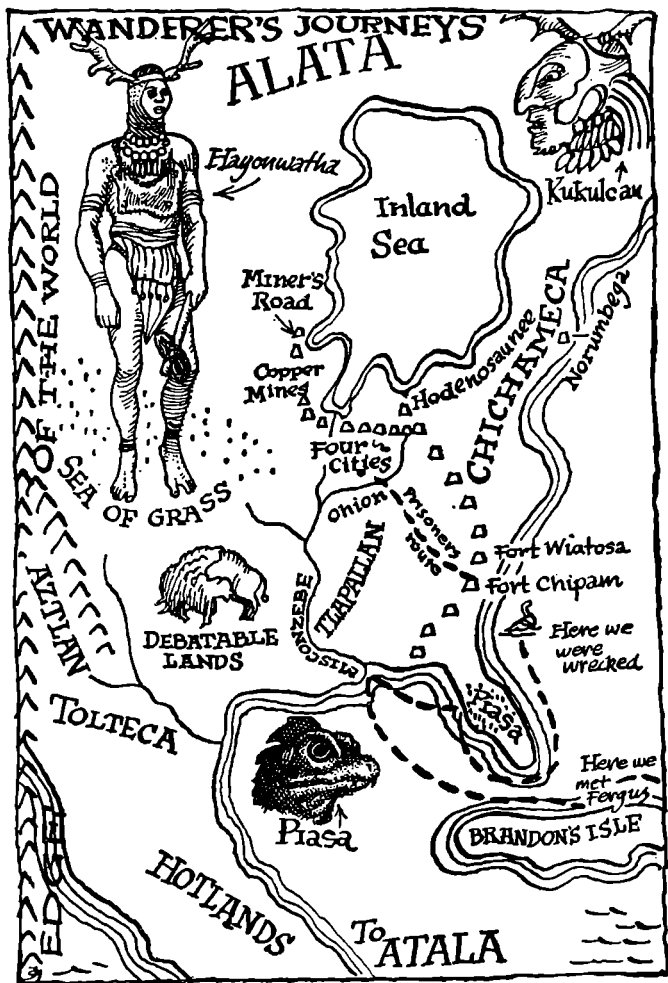 WANDERER'S JOURNEYS
ALATA
Hayonwatha
Kukulcan
Inland
Sea
Miner's
Road
Copper
Mines
Norumbega
CHICHAMECA
Hodenosaunee
Four
Cities
EDGE OF THE WORLD
SEA OF GRASS
Ohion
Prisoners
route
TLAPALLAN
MISCONZEBE
Fort Wiatosa
Fort Chipam
AZTLAN
DEBATABLE
LANDS
Here we
were
wrecked
TOLTECA
Piasa
Piasa
Here we
met
Fergus
BRANDON'S ISLE
HOTLANDS
To
ATALA